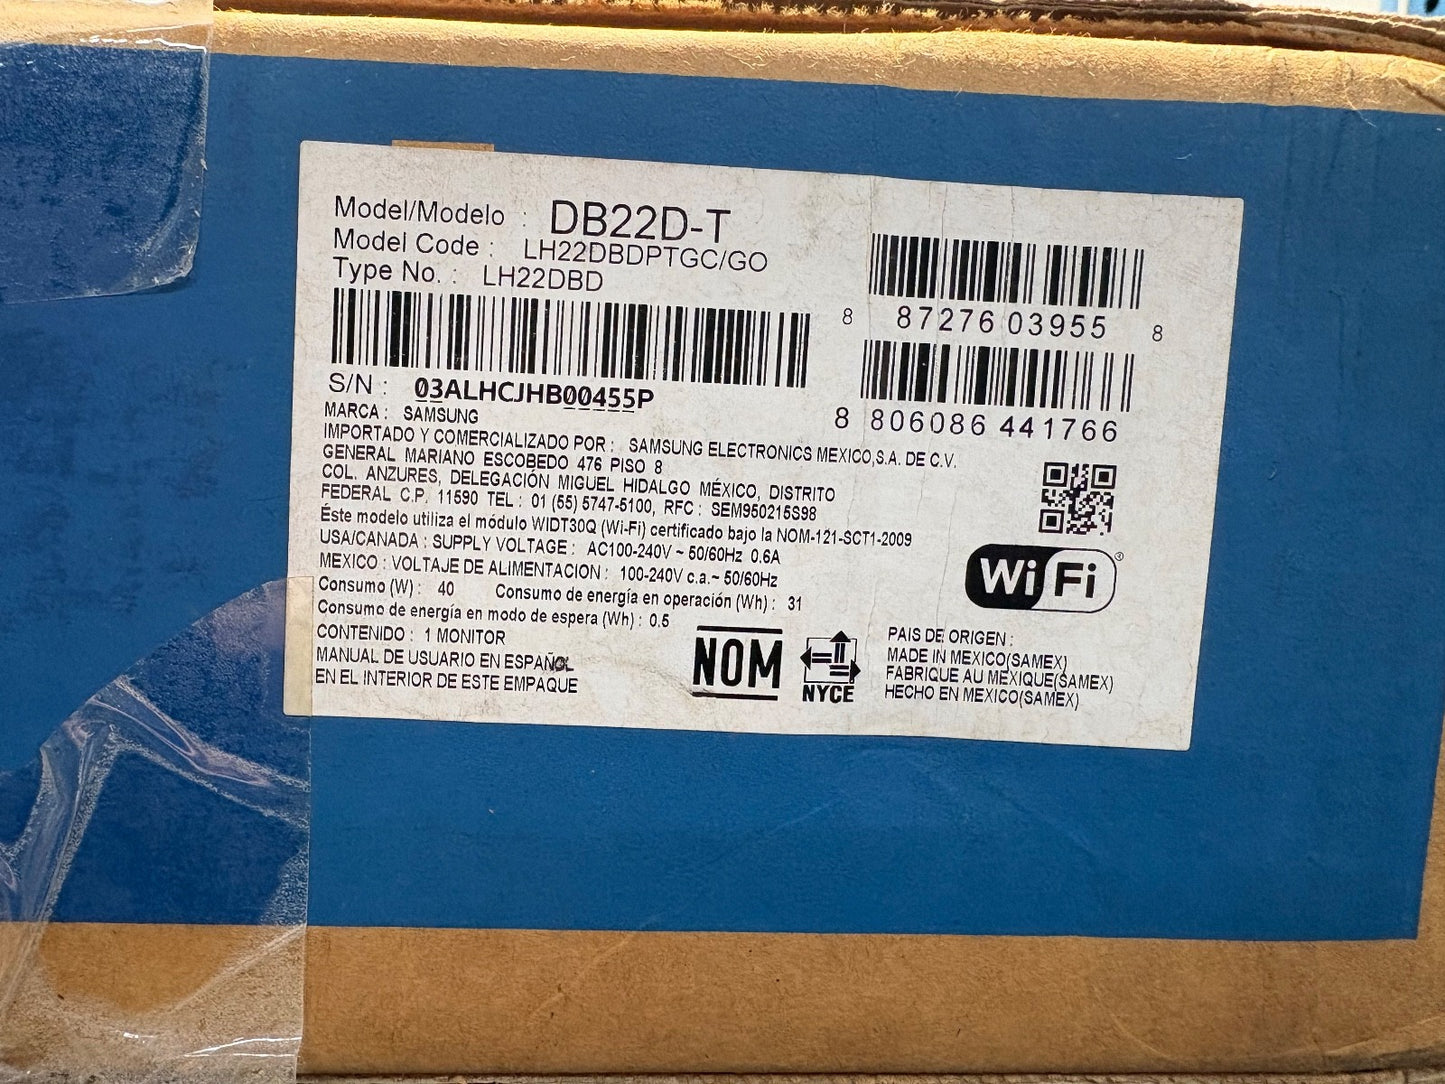 Model/Modelo : DB22D-T
Model Code : LH22DBDPTGC/GO
Type No. : LH22DBD
8 87276 03955 8
S/N : 03ALHCJHB00455P
8 806086 441766
MARCA : SAMSUNG
IMPORTADO Y COMERCIALIZADO POR : SAMSUNG ELECTRONICS MEXICO,S.A. DE C.V.
GENERAL MARIANO ESCOBEDO 476 PISO 8
COL. ANZURES, DELEGACIÓN MIGUEL HIDALGO MÉXICO, DISTRITO
FEDERAL C.P. 11590 TEL : 01 (55) 5747-5100, RFC : SEM950215S98
Éste modelo utiliza el módulo WIDT30Q (Wi-Fi) certificado bajo la NOM-121-SCT1-2009
USA/CANADA : SUPPLY VOLTAGE : AC100-240V ~ 50/60Hz 0.6A
MEXICO : VOLTAJE DE ALIMENTACION : 100-240V c.a.~ 50/60Hz
Consumo (W) : 40 Consumo de energía en operación (Wh) : 31
Consumo de energía en modo de espera (Wh) : 0.5
CONTENIDO : 1 MONITOR
MANUAL DE USUARIO EN ESPAÑOL
EN EL INTERIOR DE ESTE EMPAQUE
NOM
NYCE
Wi Fi ®
PAIS DE ORIGEN :
MADE IN MEXICO(SAMEX)
FABRIQUE AU MEXIQUE(SAMEX)
HECHO EN MEXICO(SAMEX)